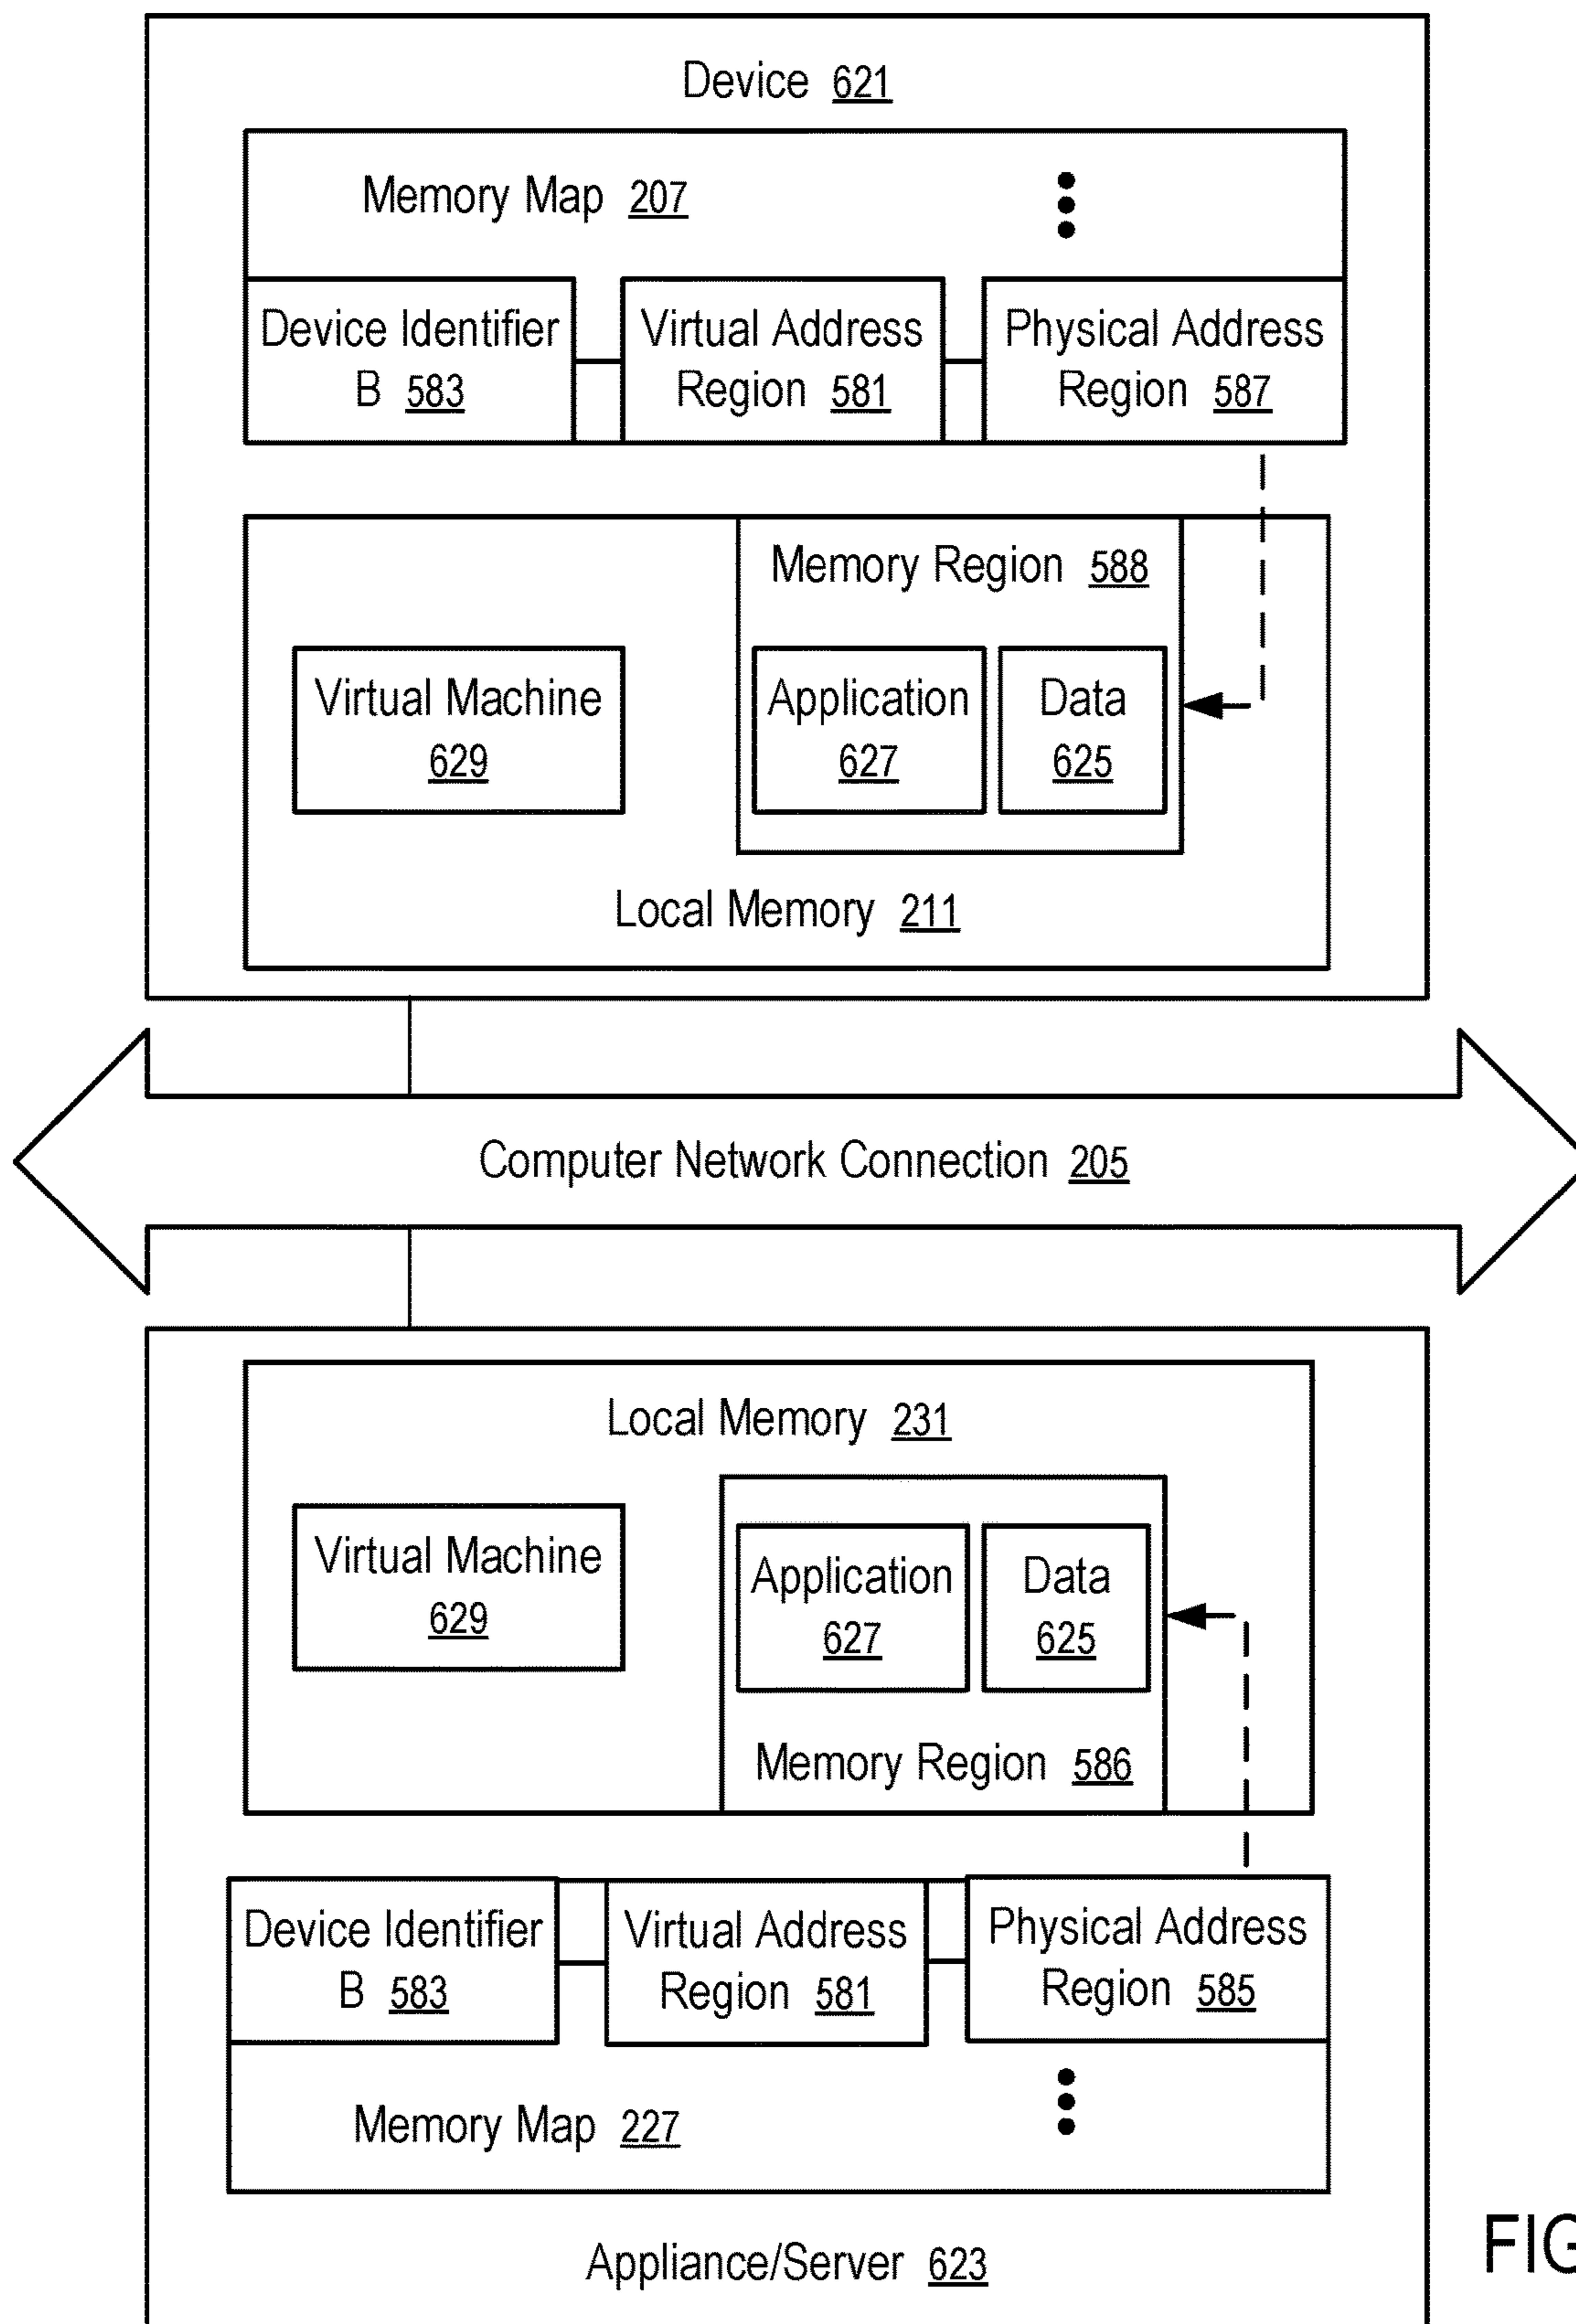 Device 621
Memory Map 207
Device Identifier
B 583
Virtual Address
Region 581
Physical Address
Region 587
Memory Region 588
Virtual Machine
629
Application
627
Data
625
Local Memory 211
Computer Network Connection 205
Local Memory 231
Virtual Machine
629
Application
627
Data
625
Memory Region 586
Device Identifier
B 583
Virtual Address
Region 581
Physical Address
Region 585
Memory Map 227
Appliance/Server 623
FIG